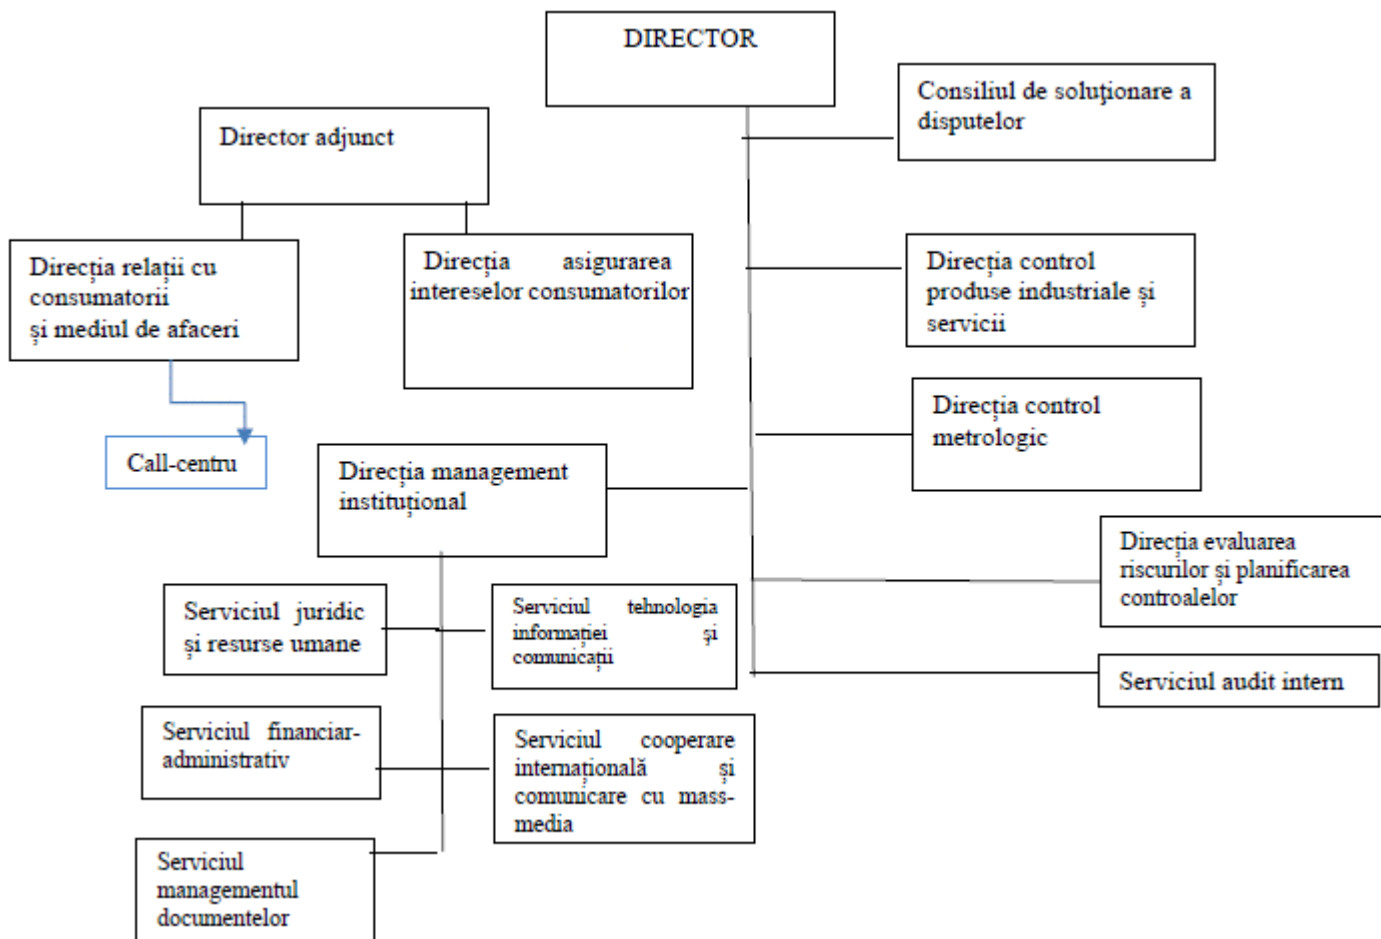 DIRECTOR
Consiliul de soluţionare a
disputelor
Director adjunct
Direcția relații cu
consumatorii
și mediul de afaceri
Direcția asigurarea
intereselor consumatorilor
Direcția control
produse industriale și
servicii
Direcția control
metrologic
Call-centru
Direcția management
instituțional
Direcția evaluarea
riscurilor și planificarea
controalelor
Serviciul juridic
și resurse umane
Serviciul tehnologia
informației și
comunicații
Serviciul audit intern
Serviciul financiar-
administrativ
Serviciul cooperare
internațională și
comunicare cu mass-
media
Serviciul
managementul
documentelor